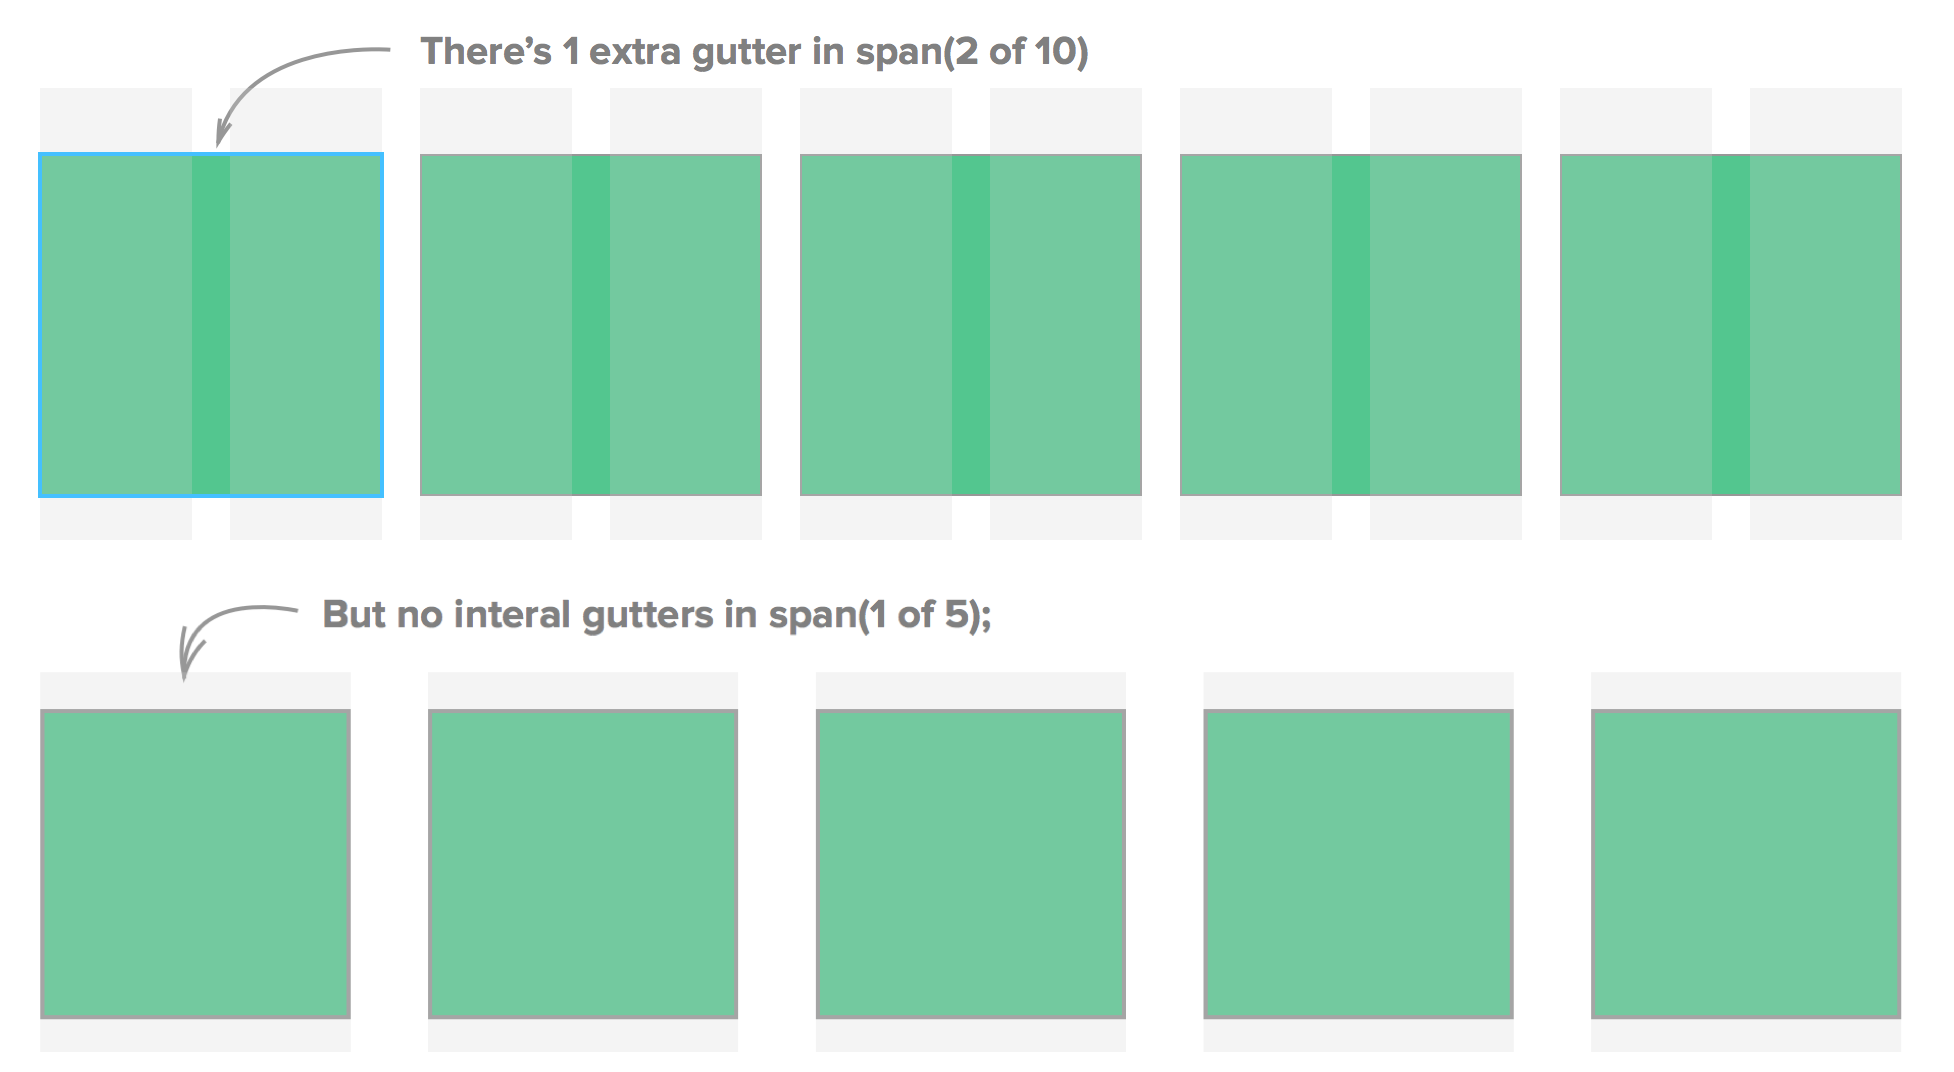 There’s 1 extra gutter in span(2 of 10)
But no interal gutters in span(1 of 5);